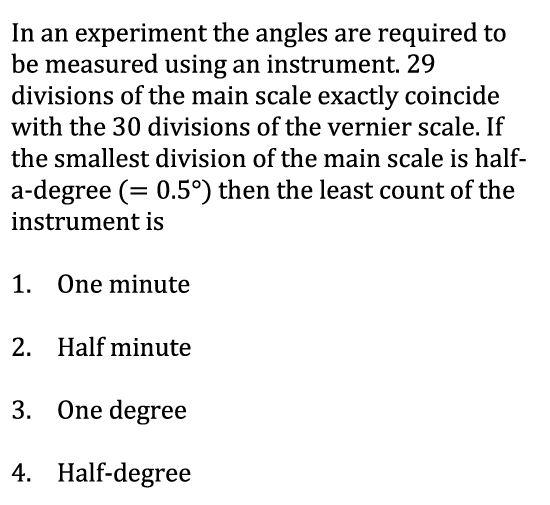 In an experiment the angles are required to
be measured using an instrument. 29
divisions of the main scale exactly coincide
with the 30 divisions of the vernier scale. If
the smallest division of the main scale is half-
a-degree (= 0.5°) then the least count of the
instrument is
1. One minute
2. Half minute
3. One degree
4. Half-degree